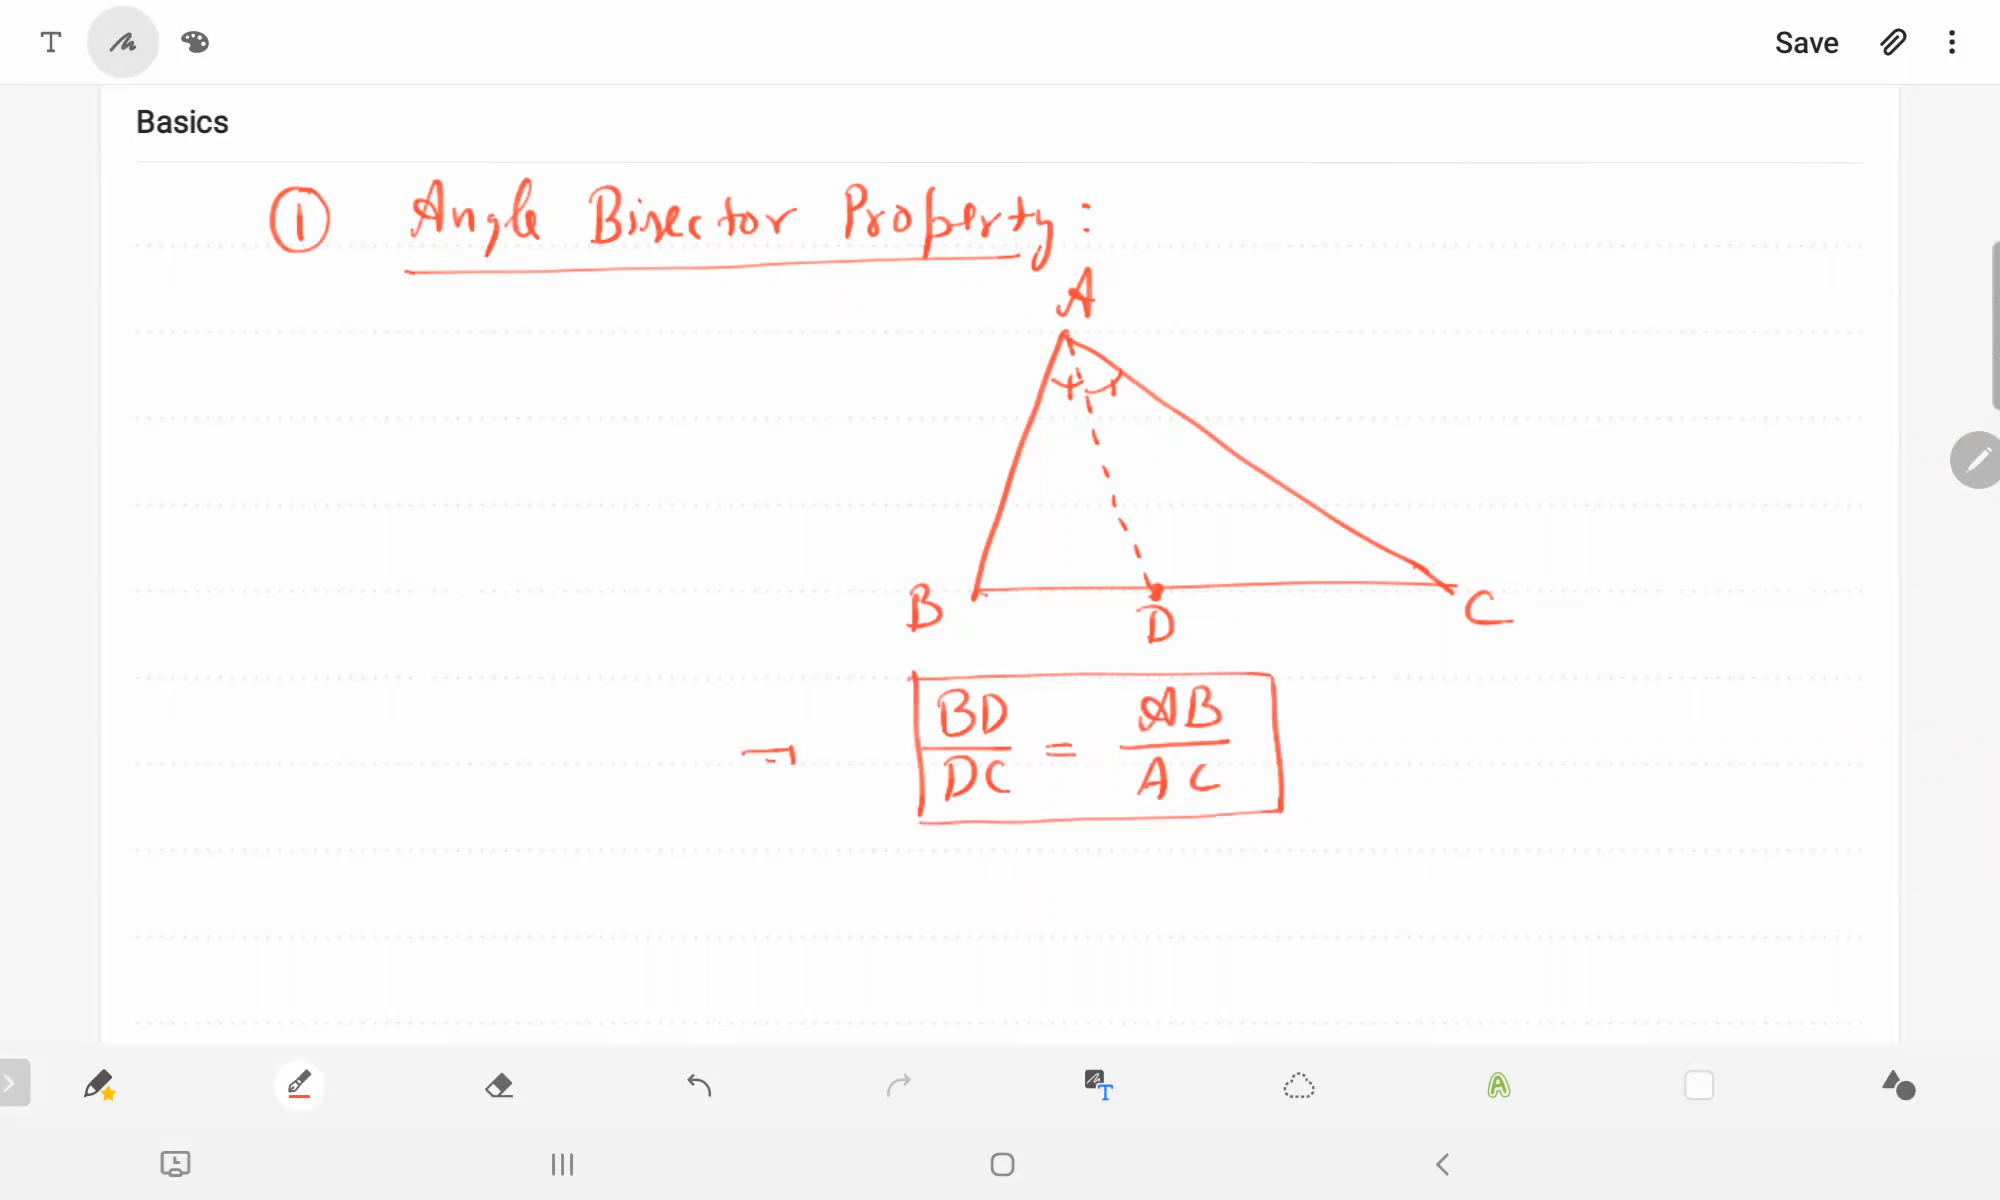 Save
Basics
① Angle Bisector Property:
A
B
D
C
BD/DC = AB/AC